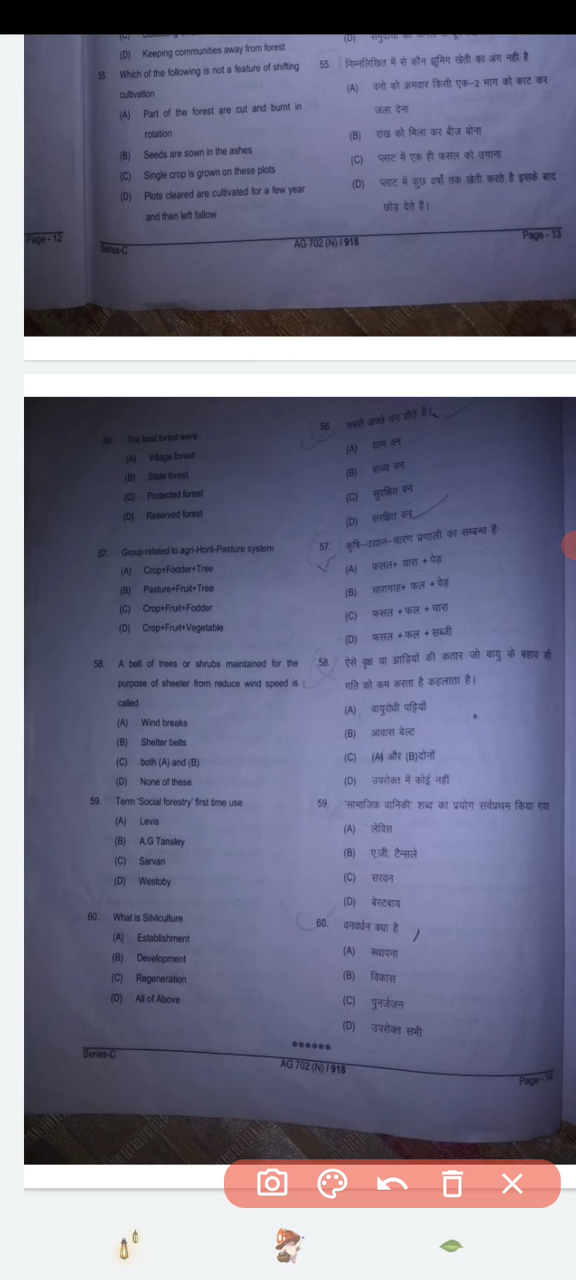 (D) Keeping communities away from forest
55. Which of the following is not a feature of shifting
cultivation
(A) Part of the forest are cut and burnt in
rotation
(B) Seeds are sown in the ashes
(C) Single crop is grown on these plots
(D) Plots cleared are cultivated for a few year
and then left fallow
55. निम्नलिखित में से कौन झूमिंग खेती का अंग नही है
(A) वनो को क्रमवार किसी एक-2 भाग को काट कर
जला देना
(B) राख को मिला कर बीज बोना
(C) प्लाट में एक ही फसल को उगाना
(D) प्लाट में कुछ वर्षों तक खेती करते है इसके बाद
छोड़ देते है।
Page - 12
Series-C
AG 702 (N) / 918
Page - 13
56. The best forest were
(A) Village forest
(B) State forest
(C) Protected forest
(D) Reserved forest
57. Group related to agri-Horti-Pasture system
(A) Crop+Fodder+Tree
(B) Pasture+Fruit+Tree
(C) Crop+Fruit+Fodder
(D) Crop+Fruit+Vegetable
58. A belt of trees or shrubs maintained for the
purpose of sheeter from reduce wind speed is
called
(A) Wind breaks
(B) Shelter belts
(C) both (A) and (B)
(D) None of these
59. Term 'Social forestry' first time use
(A) Levis
(B) A.G Tansley
(C) Sarvan
(D) Westoby
60. What is Silviculture
(A) Establishment
(B) Development
(C) Regeneration
(D) All of Above
56. सबसे अच्छे वन होते है।
(A) ग्राम वन
(B) राज्य वन
(C) सुरक्षित वन
(D) संरक्षित वन
57. कृषि-उद्यान-चारण प्रणाली का सम्बन्ध है
(A) फसल+ चारा + पेड़
(B) चारागाह+ फल + पेड़
(C) फसल + फल + चारा
(D) फसल + फल + सब्जी
58. ऐसे वृक्ष या झाड़ियों की कतार जो वायु के बहाव की
गति को कम करता है कहलाता है।
(A) वायुरोधी पट्टियाँ
(B) आवास बेल्ट
(C) (A) और (B)दोनों
(D) उपरोक्त में कोई नहीं
59. 'सामाजिक वानिकी' शब्द का प्रयोग सर्वप्रथम किया गया
(A) लेविस
(B) ए.जी. टैन्सले
(C) सरवन
(D) बेस्टबाय
60. वनवर्धन क्या है
(A) स्थापना
(B) विकास
(C) पुनर्जनन
(D) उपरोक्त सभी
******
Series-C
AG 702 (N) / 918
Page - 14